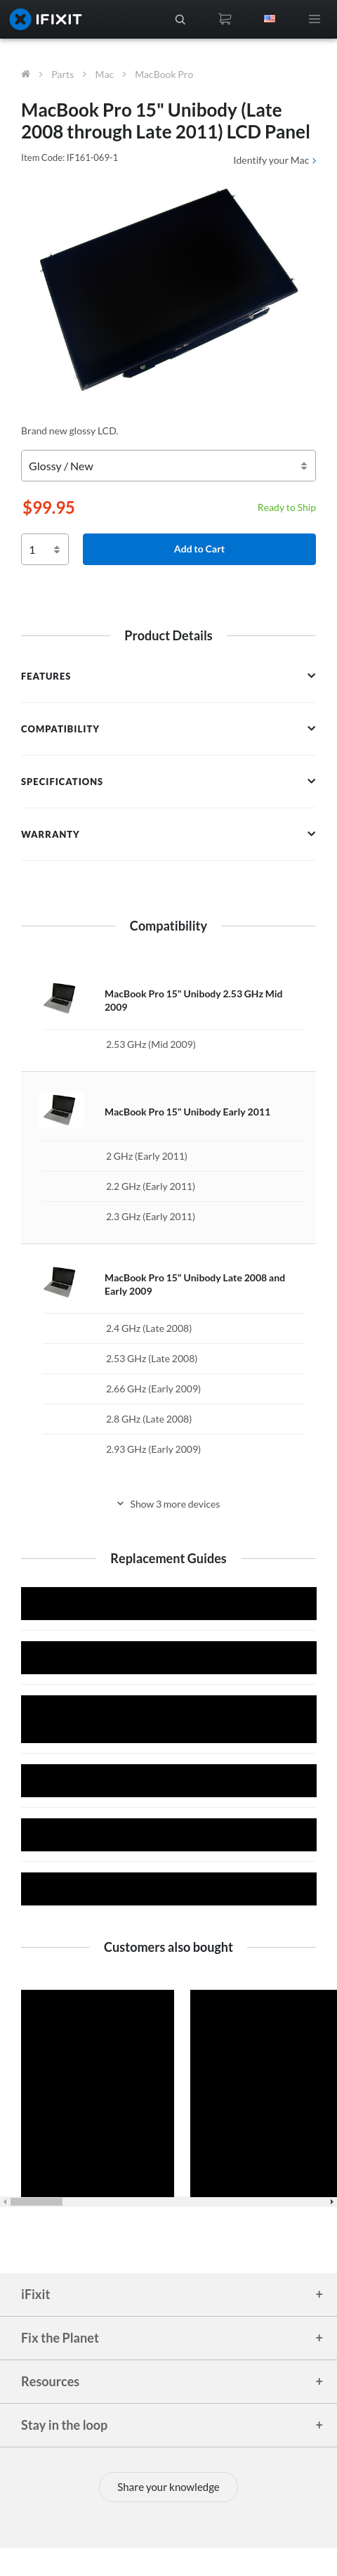 IFIXIT
Parts
Mac
MacBook Pro
MacBook Pro 15" Unibody (Late
2008 through Late 2011) LCD Panel
Item Code: IF161-069-1
Identify your Mac
Brand new glossy LCD.
Glossy / New
$99.95
Ready to Ship
1
Add to Cart
Product Details
FEATURES
COMPATIBILITY
SPECIFICATIONS
WARRANTY
Compatibility
MacBook Pro 15" Unibody 2.53 GHz Mid
2009
2.53 GHz (Mid 2009)
MacBook Pro 15" Unibody Early 2011
2 GHz (Early 2011)
2.2 GHz (Early 2011)
2.3 GHz (Early 2011)
MacBook Pro 15" Unibody Late 2008 and
Early 2009
2.4 GHz (Late 2008)
2.53 GHz (Late 2008)
2.66 GHz (Early 2009)
2.8 GHz (Late 2008)
2.93 GHz (Early 2009)
Show 3 more devices
Replacement Guides
Customers also bought
iFixit
+
Fix the Planet
+
Resources
+
Stay in the loop
+
Share your knowledge